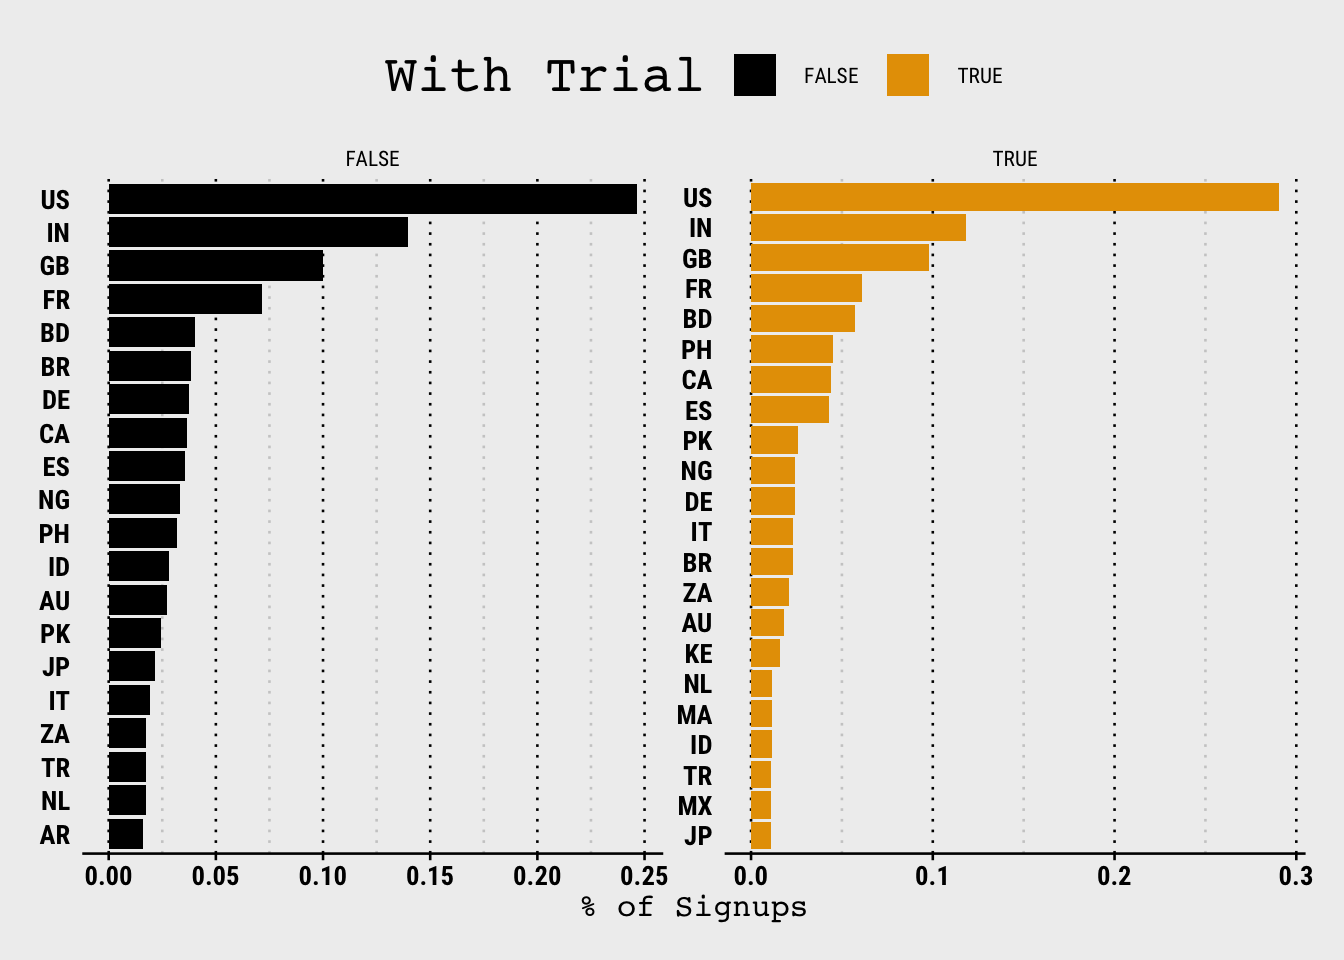 With Trial FALSE TRUE
FALSE
US
IN
GB
FR
BD
BR
DE
CA
ES
NG
PH
ID
AU
PK
JP
IT
ZA
TR
NL
AR
0.00 0.05 0.10 0.15 0.20 0.25
TRUE
US
IN
GB
FR
BD
PH
CA
ES
PK
NG
DE
IT
BR
ZA
AU
KE
NL
MA
ID
TR
MX
JP
0.0 0.1 0.2 0.3
% of Signups